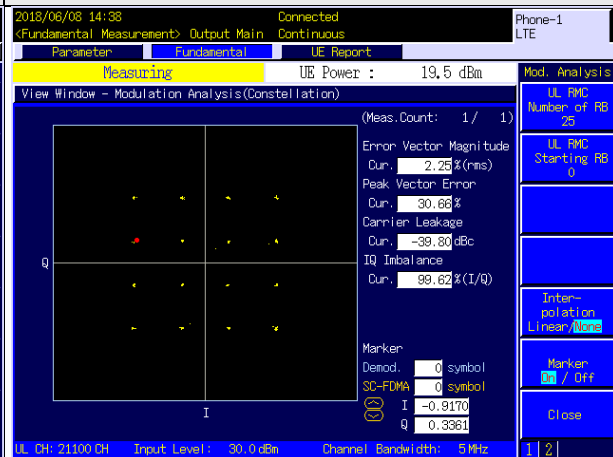 2018/06/08 14:38 Connected Phone-1
<Fundamental Measurement> Output Main Continuous LTE
Parameter Fundamental UE Report
Measuring UE Power : 19.5 dBm Mod. Analysis
View Window - Modulation Analysis(Constellation)
UL RMC
Number of RB
25
(Meas.Count: 1/ 1)
Error Vector Magnitude
Cur. 2.25 %(rms)
UL RMC
Starting RB
0
Peak Vector Error
Cur. 30.66 %
Carrier Leakage
Cur. -39.80 dBc
IQ Imbalance
Cur. 99.62 %(I/Q)
Q
I
Inter-
polation
Linear/None
Marker
Demod. 0 symbol
SC-FDMA 0 symbol
I -0.9170
Q 0.3361
Marker
On / Off
Close
UL CH: 21100 CH Input Level: 30.0 dBm Channel Bandwidth: 5 MHz 1 2